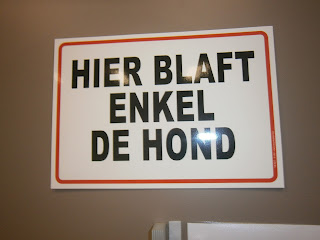 HIER BLAFT
ENKEL
DE HOND